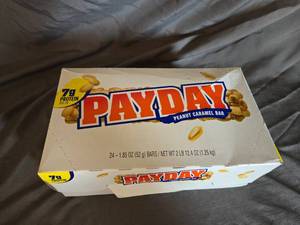 7g
PROTEIN
PAYDAY
PEANUT CARAMEL BAR
24 - 1.85 OZ (52 g) BARS / NET WT 2 LB 12.4 OZ (1.25 kg)
7g
PAYDAY